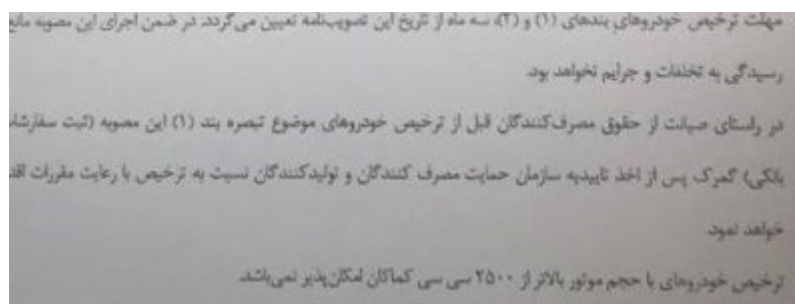 مهلت ترخیص خودروهای بندهای (۱) و (۲)، سه ماه از تاریخ این تصویب‌نامه تعیین می‌گردد. در ضمن اجرای این مصوبه مانع
رسیدگی به تخلفات و جرایم نخواهد بود.
در راستای صیانت از حقوق مصرف‌کنندگان قبل از ترخیص خودروهای موضوع تبصره بند (۱) این مصوبه (ثبت سفارشات
بانکی) گمرک پس از اخذ تاییدیه سازمان حمایت مصرف کنندگان و تولیدکنندگان نسبت به ترخیص با رعایت مقررات اقد
خواهد نمود.
ترخیص خودروهای با حجم موتور بالاتر از ۲۵۰۰ سی سی کماکان امکان‌پذیر نمی‌باشد.